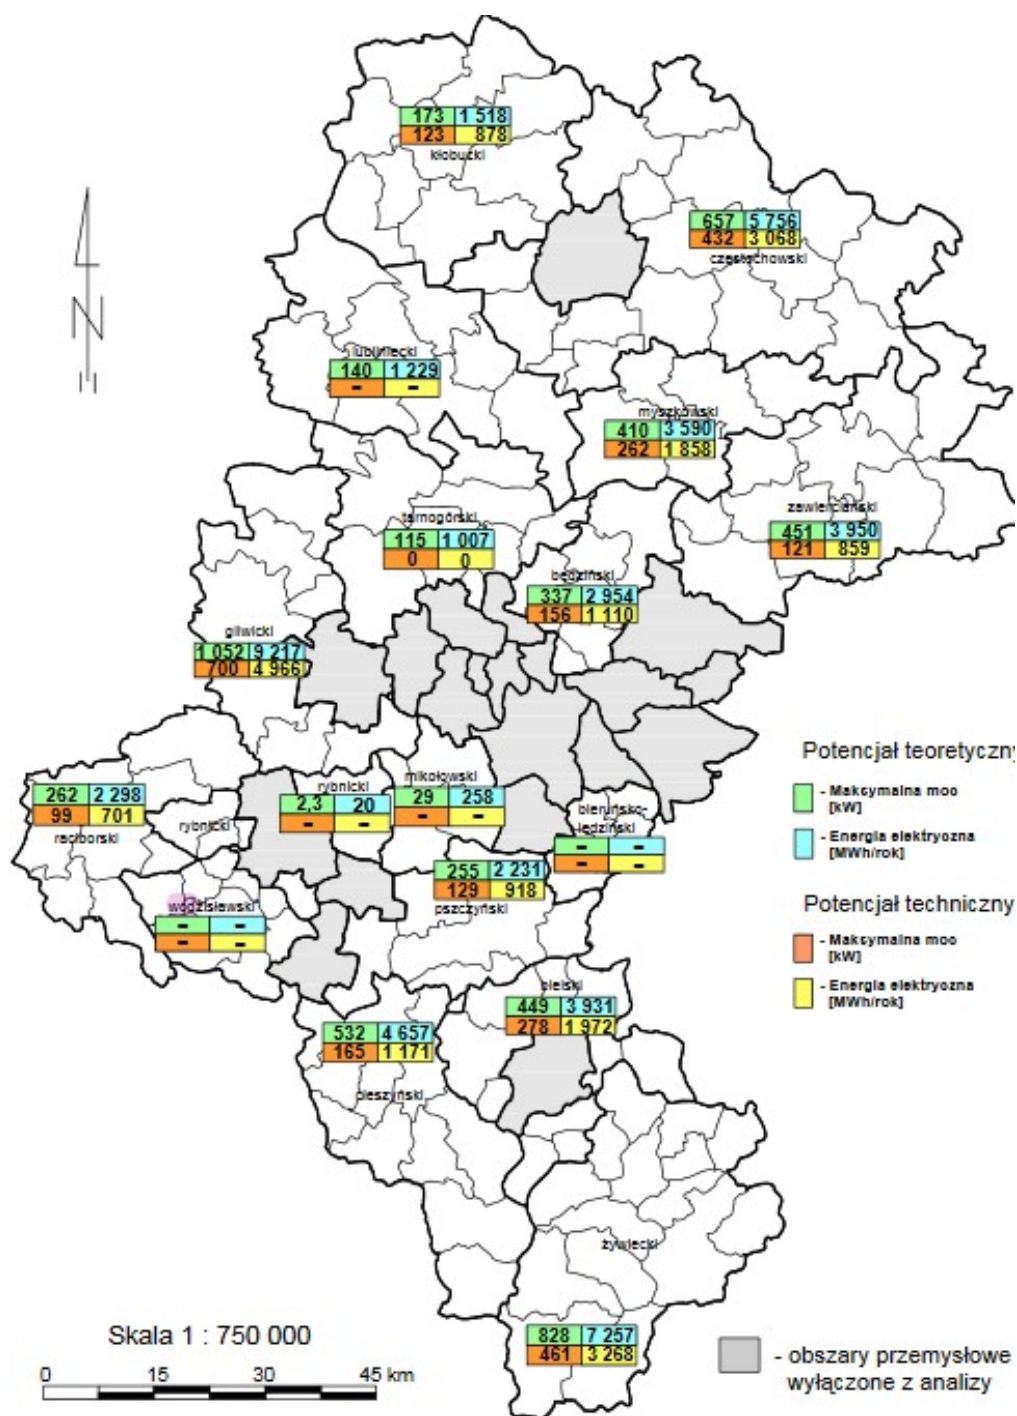 173 1 518
123 878
kłobucki
657 5 756
432 3 068
częstochowski
lubliniecki
140 1 229
- -
myszkowski
410 3 590
262 1 858
zawierciański
451 3 950
121 859
tarnogórski
115 1 007
0 0
będziński
337 2 954
156 1 110
gliwicki
1 052 9 217
700 4 966
262 2 298
99 701
raciborski
rybnicki
rybnicki
2,3 20
- -
mikołowski
29 258
- -
bieruńsko-
lędziński
- -
- -
255 2 231
129 918
pszczyński
wodzisławski
- -
- -
bielski
449 3 931
278 1 972
532 4 657
165 1 171
cieszyński
żywiecki
828 7 257
461 3 268
N
Potencjał teoretyczny
- Maksymalna moo
[kW]
- Energia elektryozna
[MWh/rok]
Potencjał techniczny
- Maksymalna moo
[kW]
- Energia elektryozna
[MWh/rok]
Skala 1 : 750 000
0 15 30 45 km
- obszary przemysłowe
wyłączone z analizy